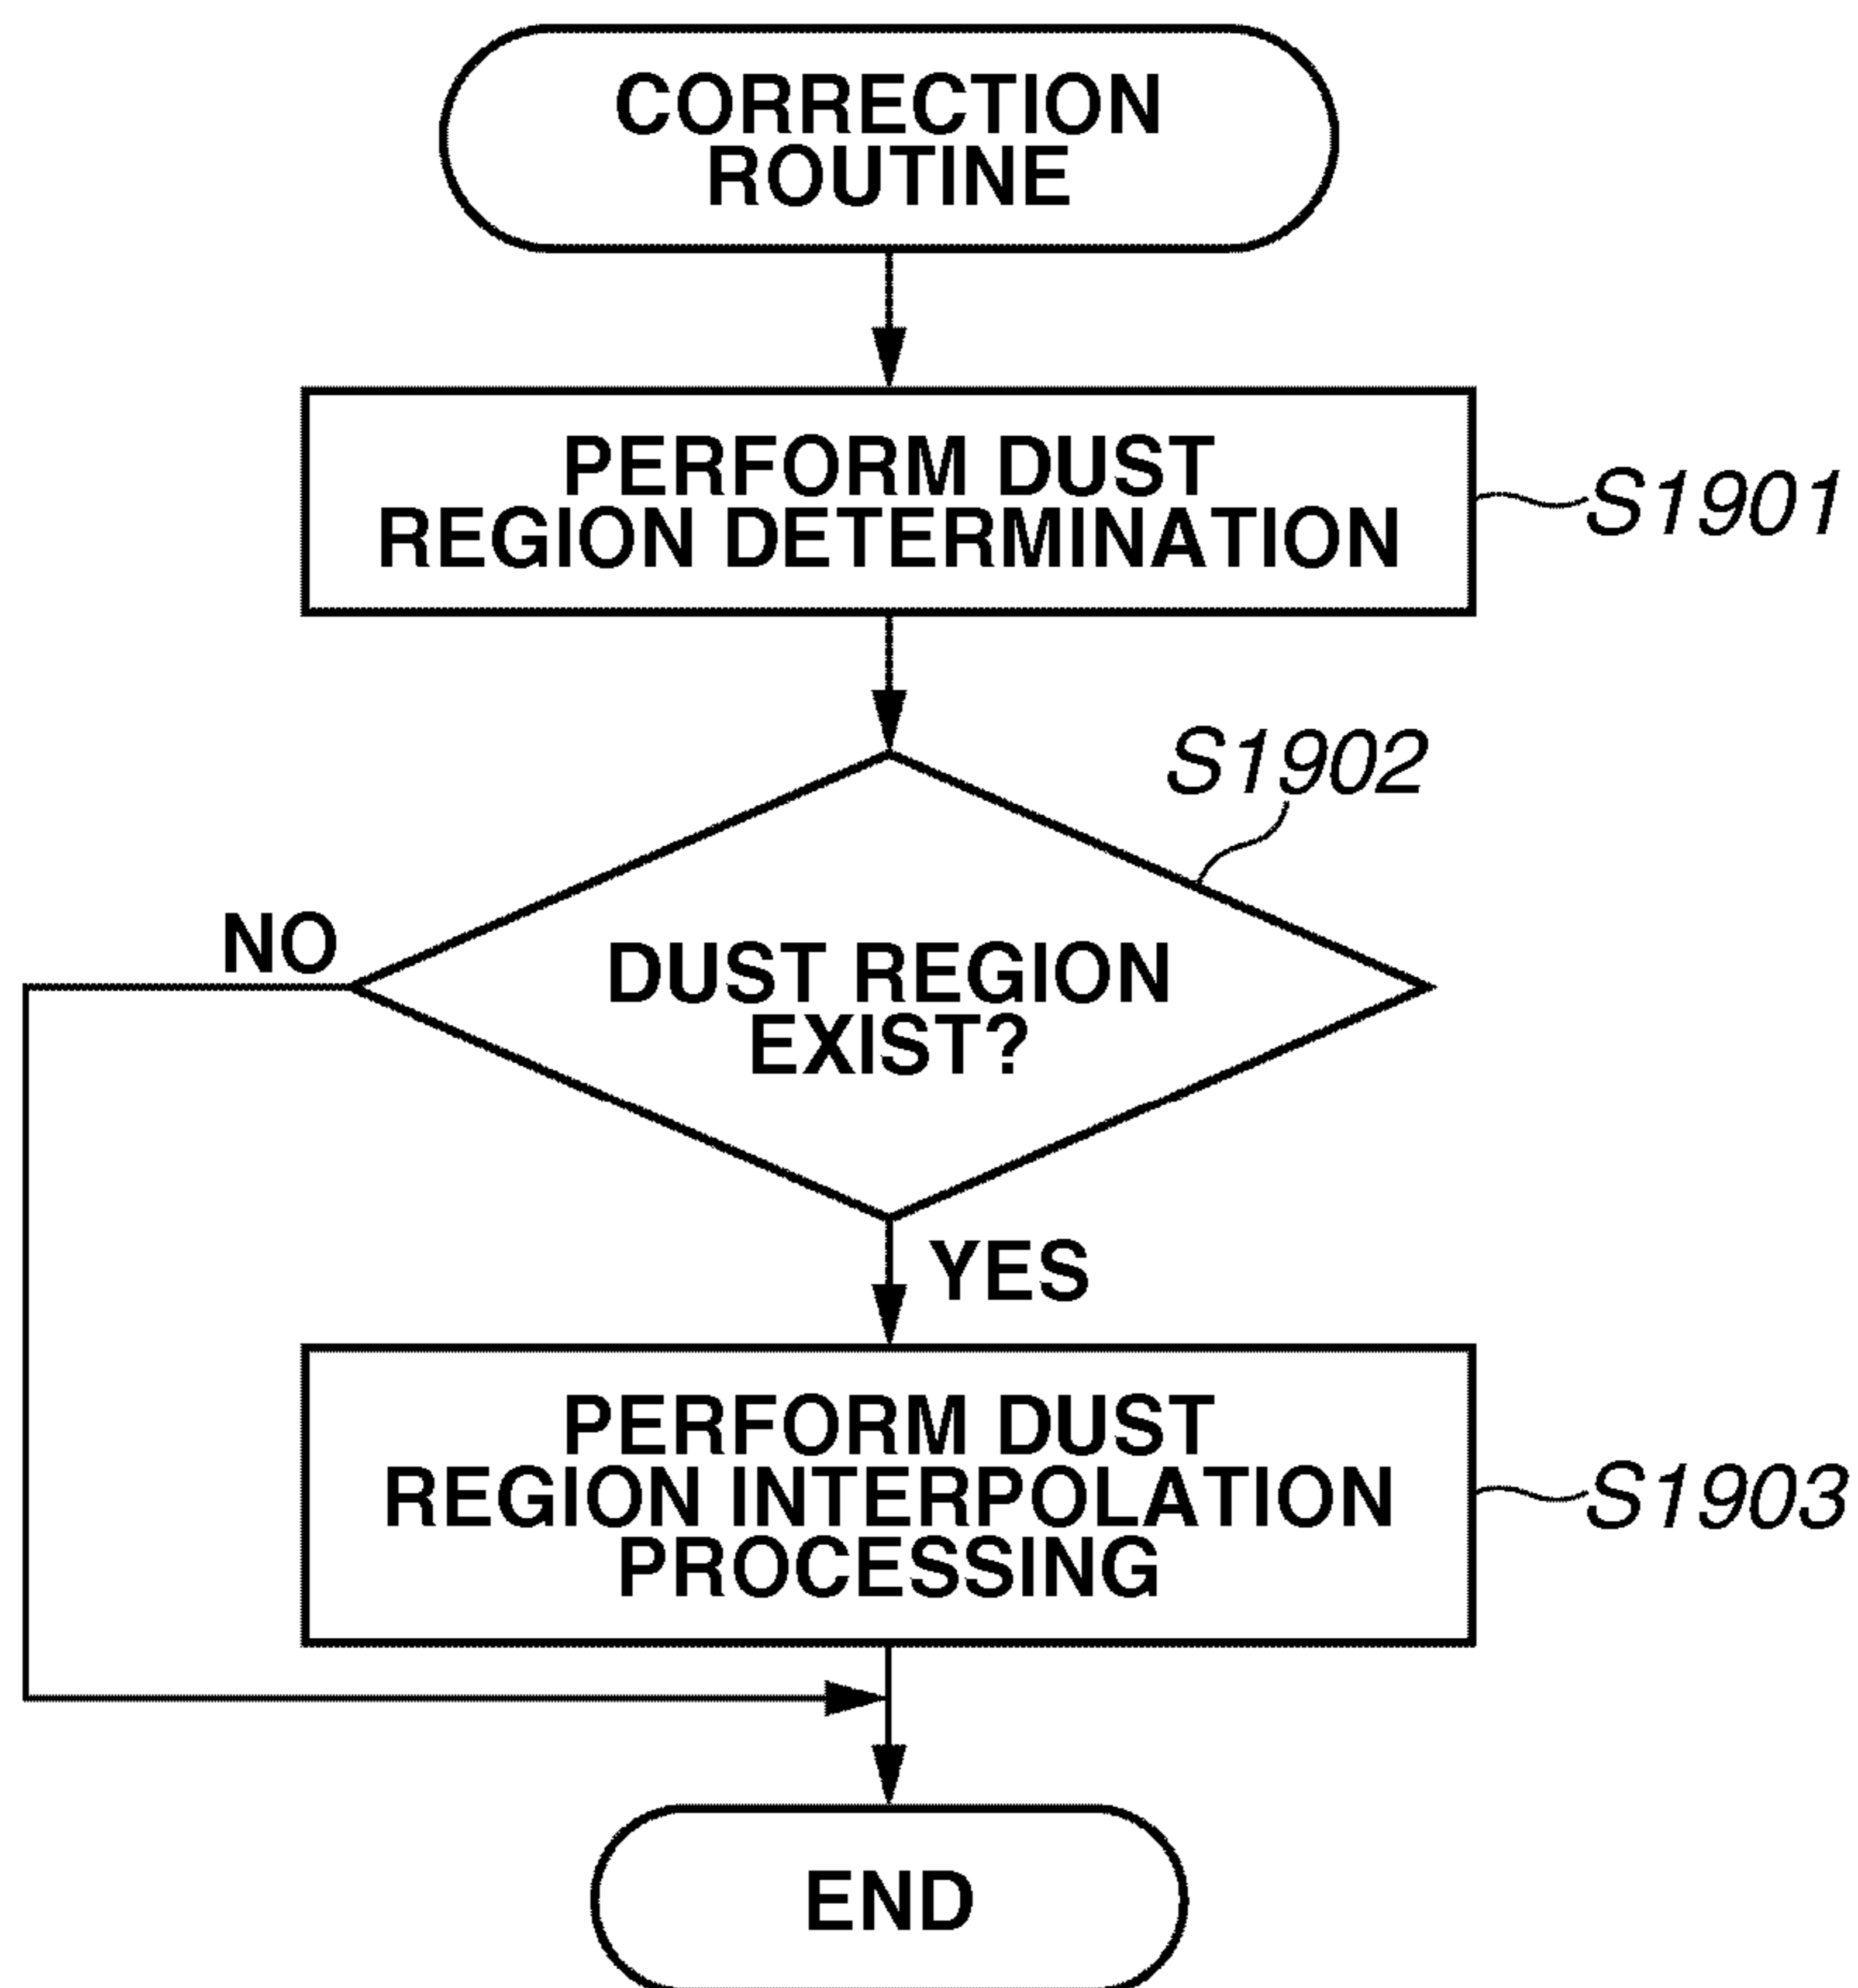 CORRECTION
ROUTINE
PERFORM DUST
REGION DETERMINATION
S1901
S1902
NO
DUST REGION
EXIST?
YES
PERFORM DUST
REGION INTERPOLATION
PROCESSING
S1903
END